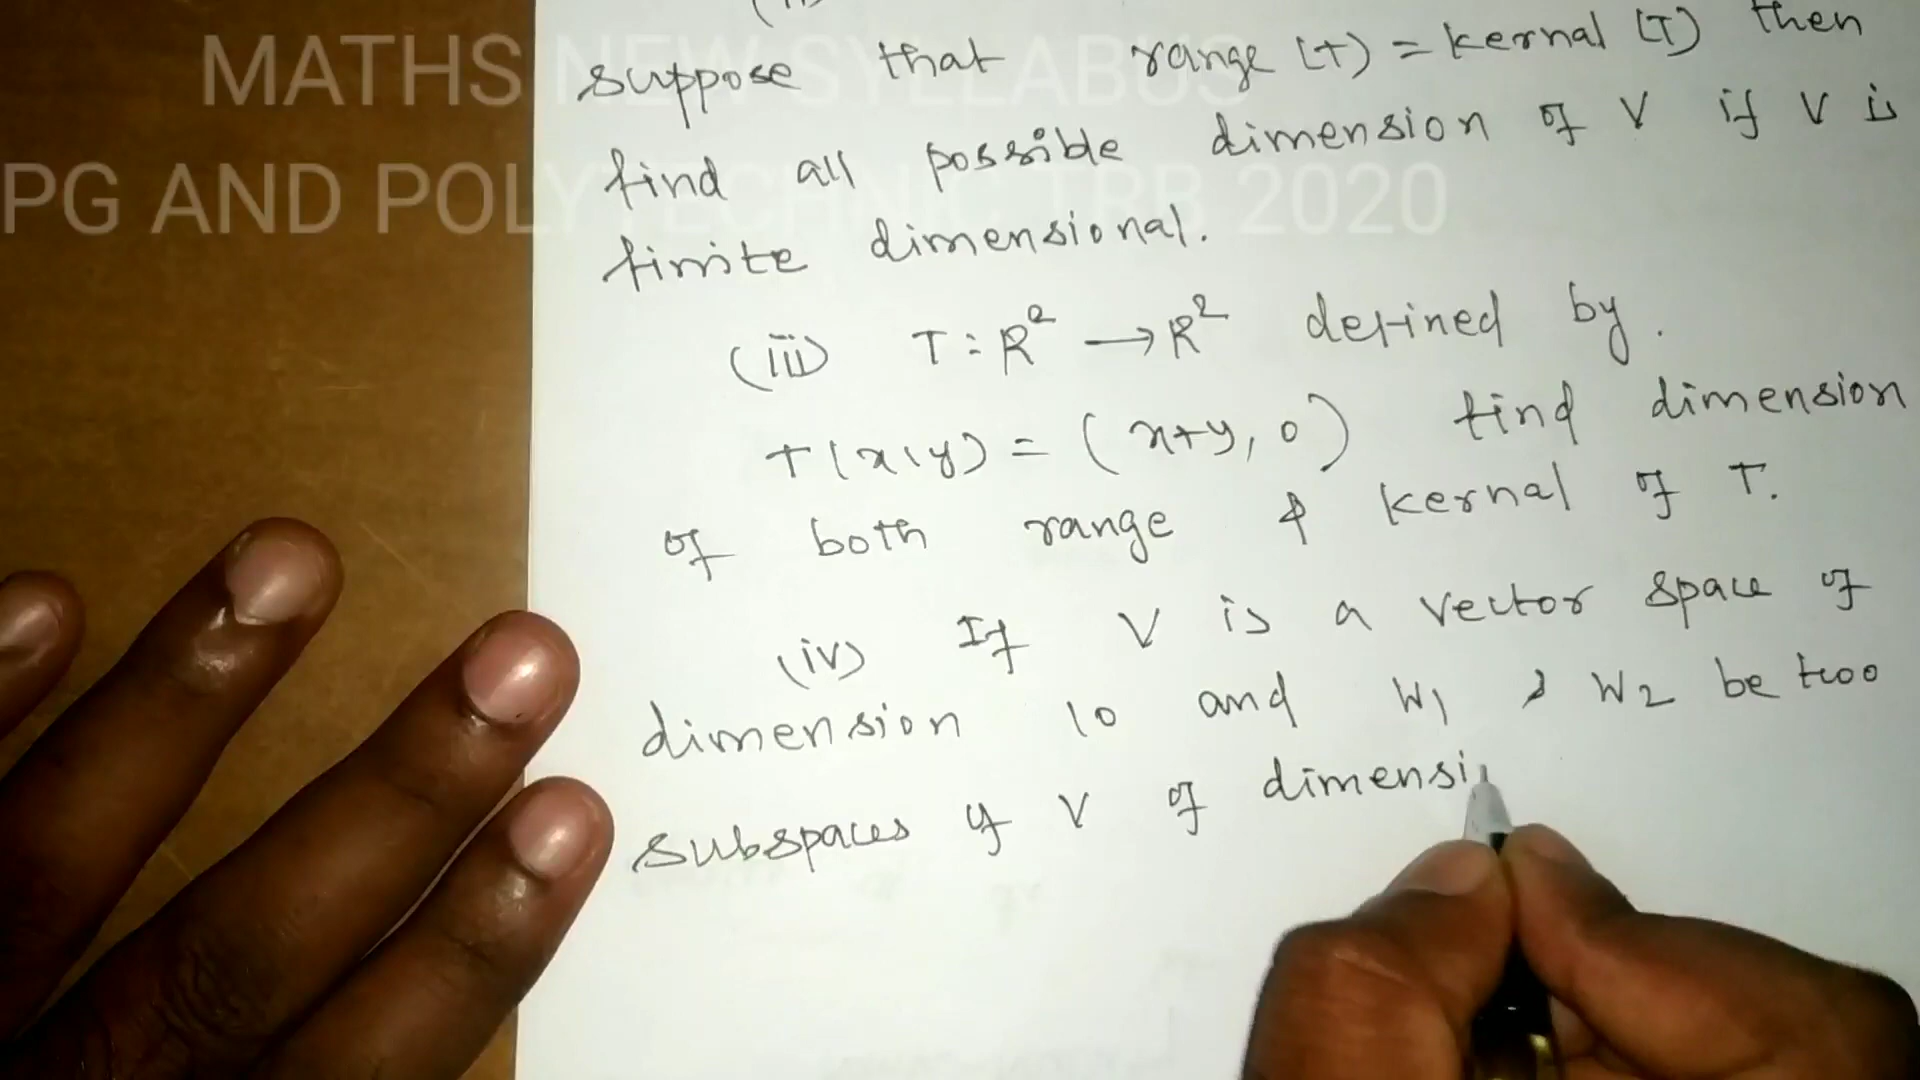 MATHS NEW SYLLABUS
PG AND POLYTECHNIC TRB 2020
suppose that range (T) = kernal (T) then
find all possible dimension of V if V is
finite dimensional.
(iii) T : R² → R² defined by.
T(x,y) = (x+y, 0) find dimension
of both range & kernal of T.
(iv) If V is a vector space of
dimension 10 and W1 & W2 be two
subspaces of V of dimensi